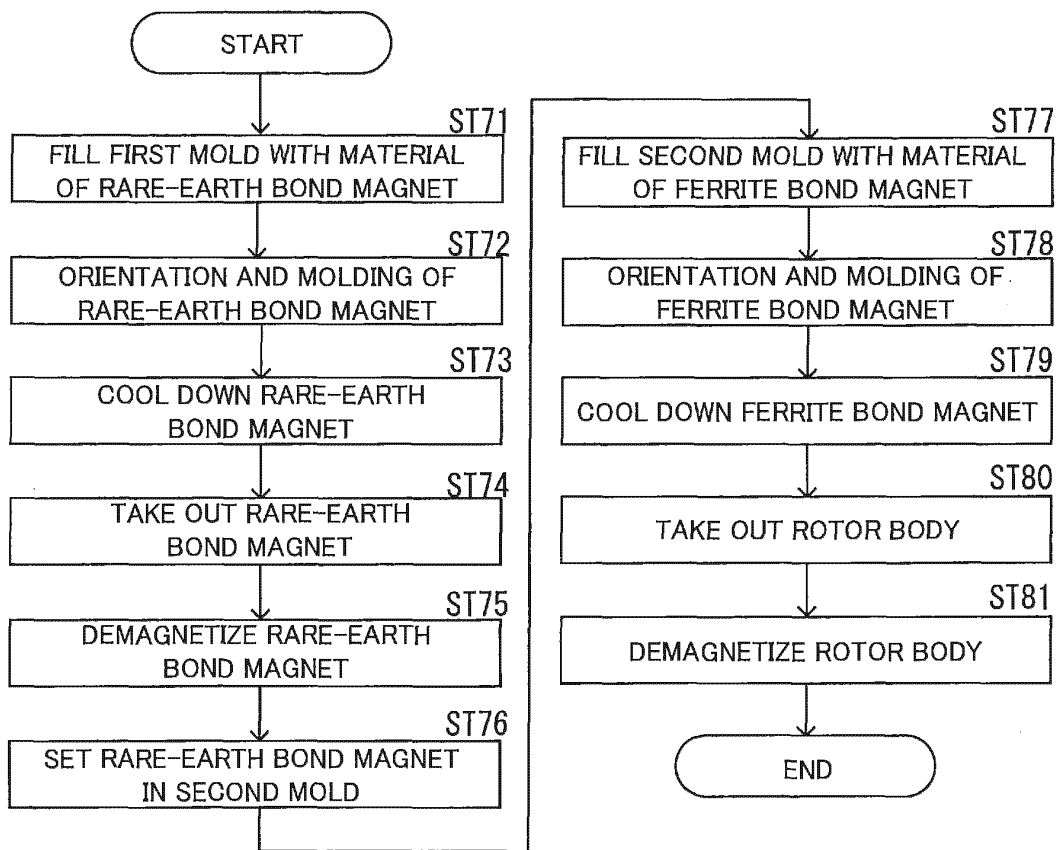 START
ST71
FILL FIRST MOLD WITH MATERIAL
OF RARE-EARTH BOND MAGNET
ST72
ORIENTATION AND MOLDING OF
RARE-EARTH BOND MAGNET
ST73
COOL DOWN RARE-EARTH
BOND MAGNET
ST74
TAKE OUT RARE-EARTH
BOND MAGNET
ST75
DEMAGNETIZE RARE-EARTH
BOND MAGNET
ST76
SET RARE-EARTH BOND MAGNET
IN SECOND MOLD
ST77
FILL SECOND MOLD WITH MATERIAL
OF FERRITE BOND MAGNET
ST78
ORIENTATION AND MOLDING OF
FERRITE BOND MAGNET
ST79
COOL DOWN FERRITE BOND MAGNET
ST80
TAKE OUT ROTOR BODY
ST81
DEMAGNETIZE ROTOR BODY
END